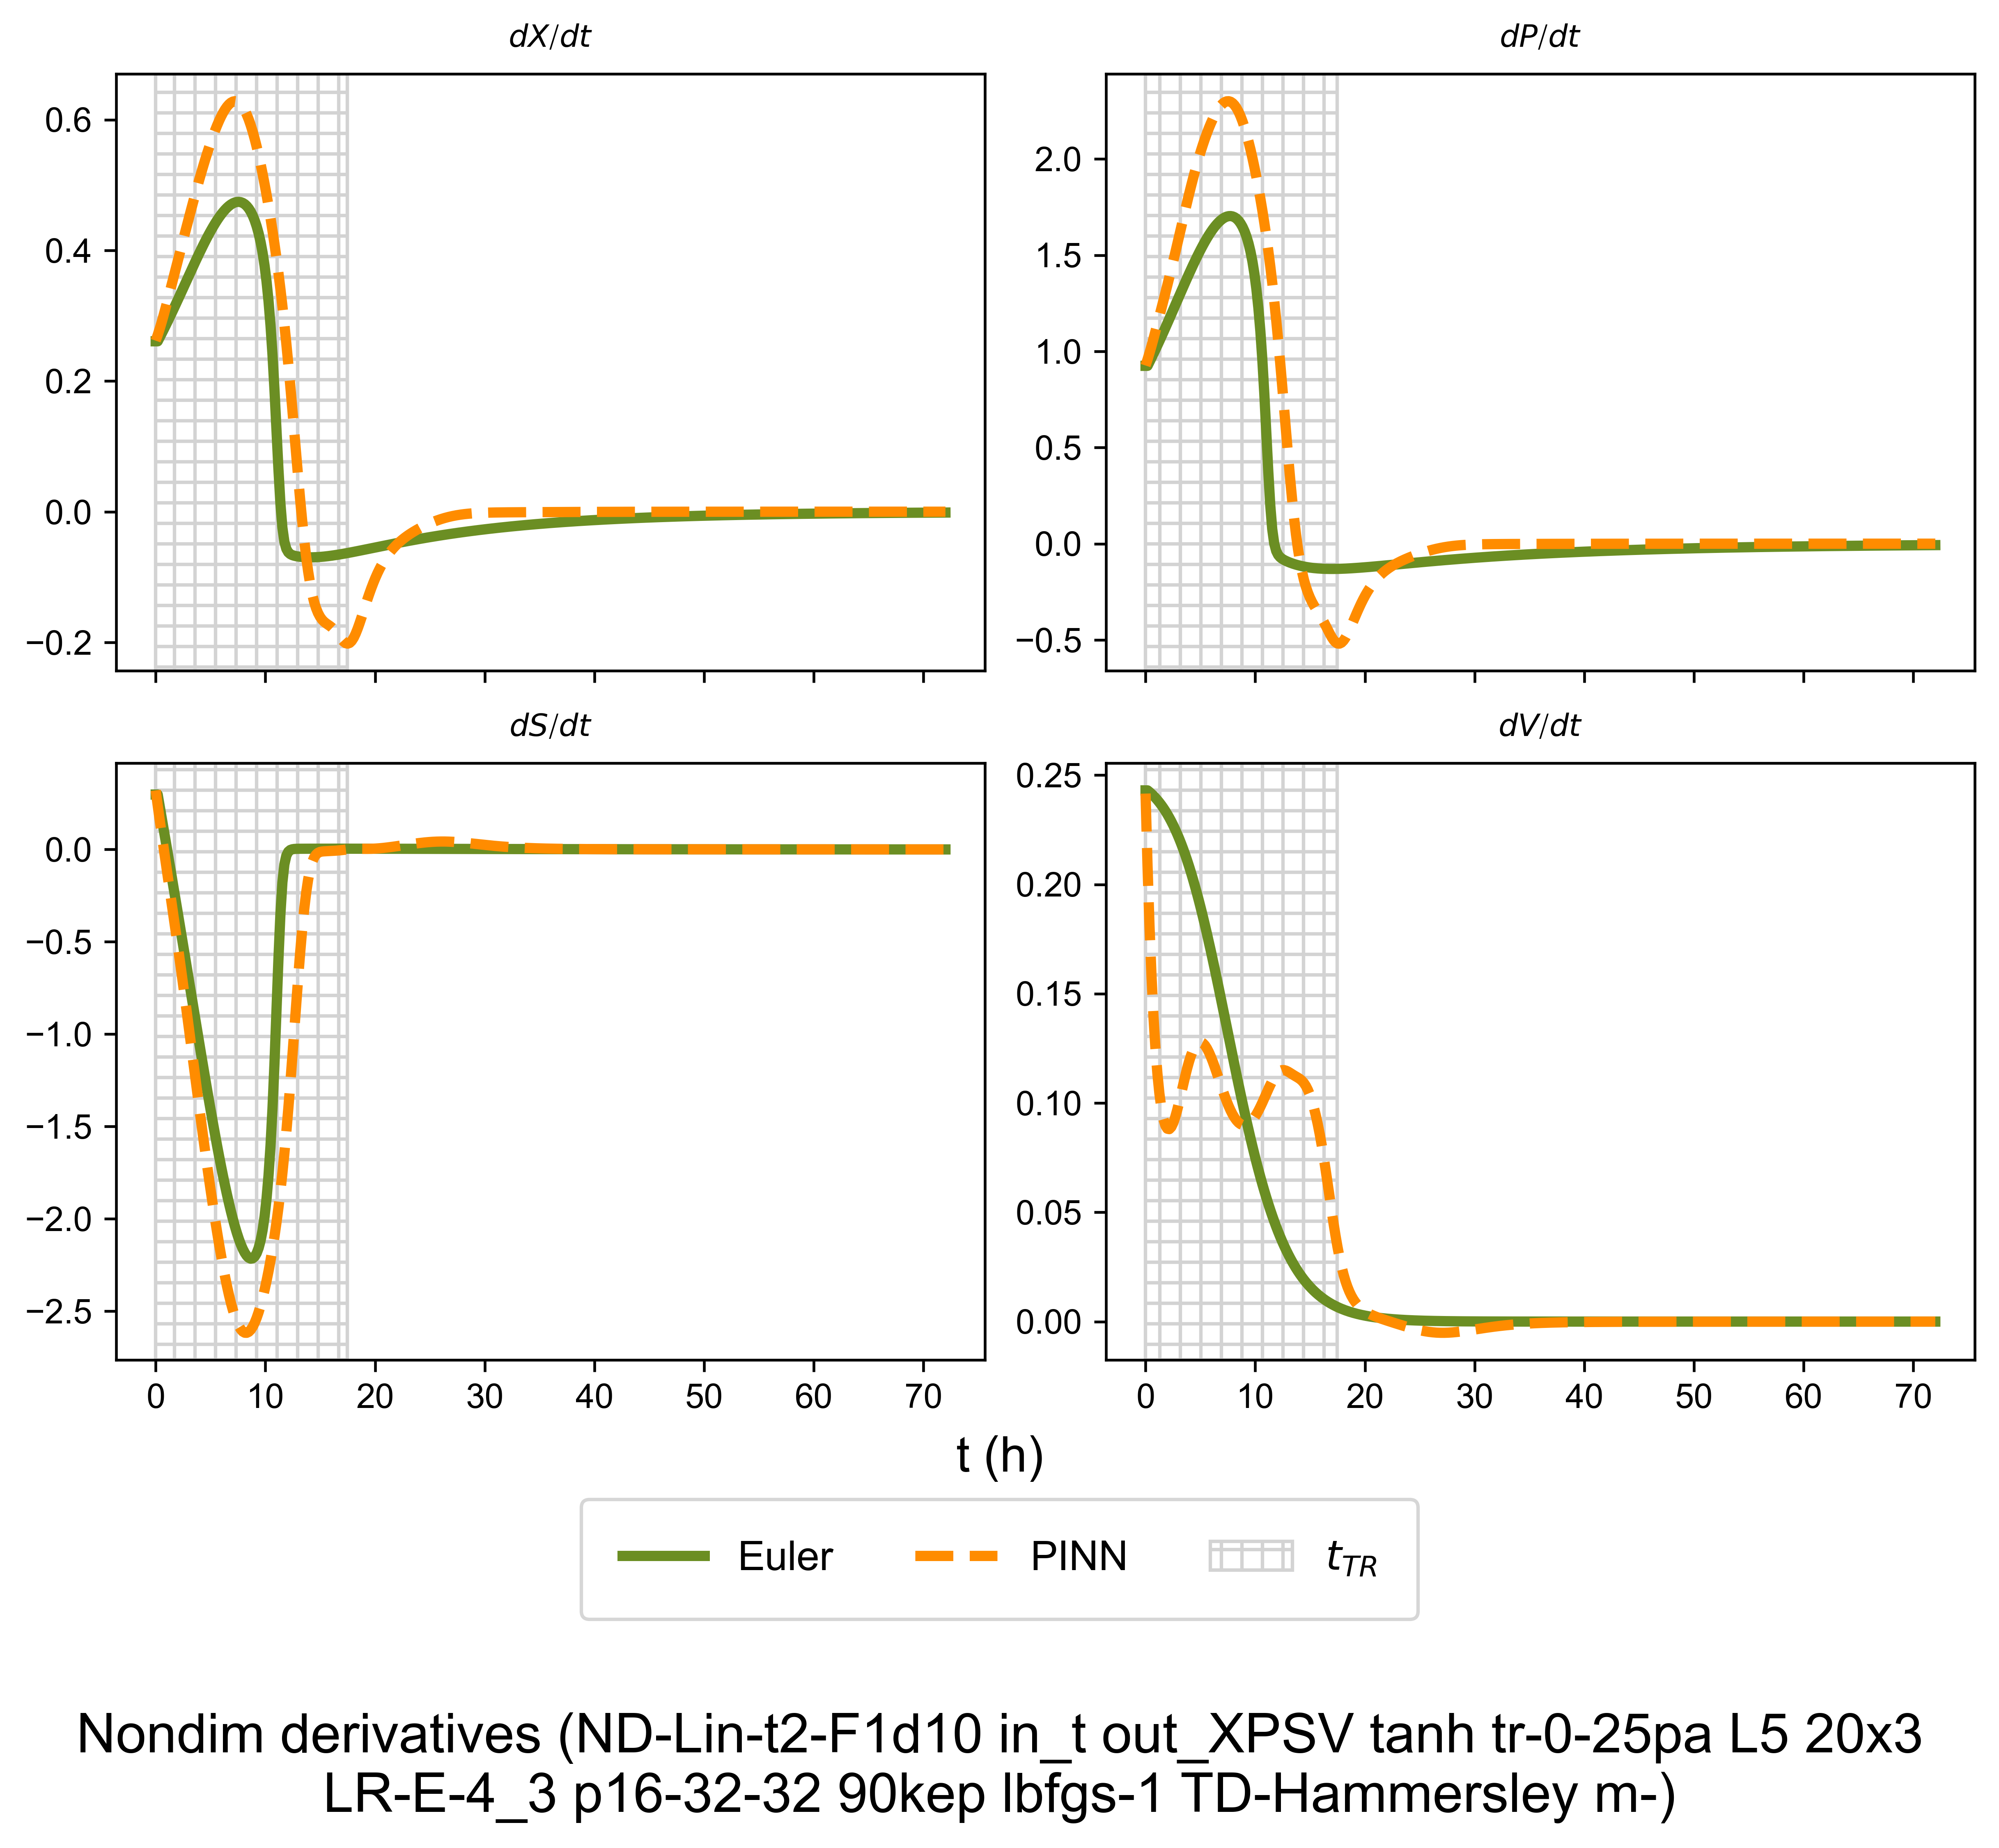 dX/dt
dP/dt
0.6
0.4
0.2
0.0
−0.2
2.0
1.5
1.0
0.5
0.0
−0.5
dS/dt
dV/dt
0.0
−0.5
−1.0
−1.5
−2.0
−2.5
0 10 20 30 40 50 60 70
0.25
0.20
0.15
0.10
0.05
0.00
0 10 20 30 40 50 60 70
t (h)
Euler PINN t_TR
Nondim derivatives (ND-Lin-t2-F1d10 in_t out_XPSV tanh tr-0-25pa L5 20x3
LR-E-4_3 p16-32-32 90kep lbfgs-1 TD-Hammersley m-)